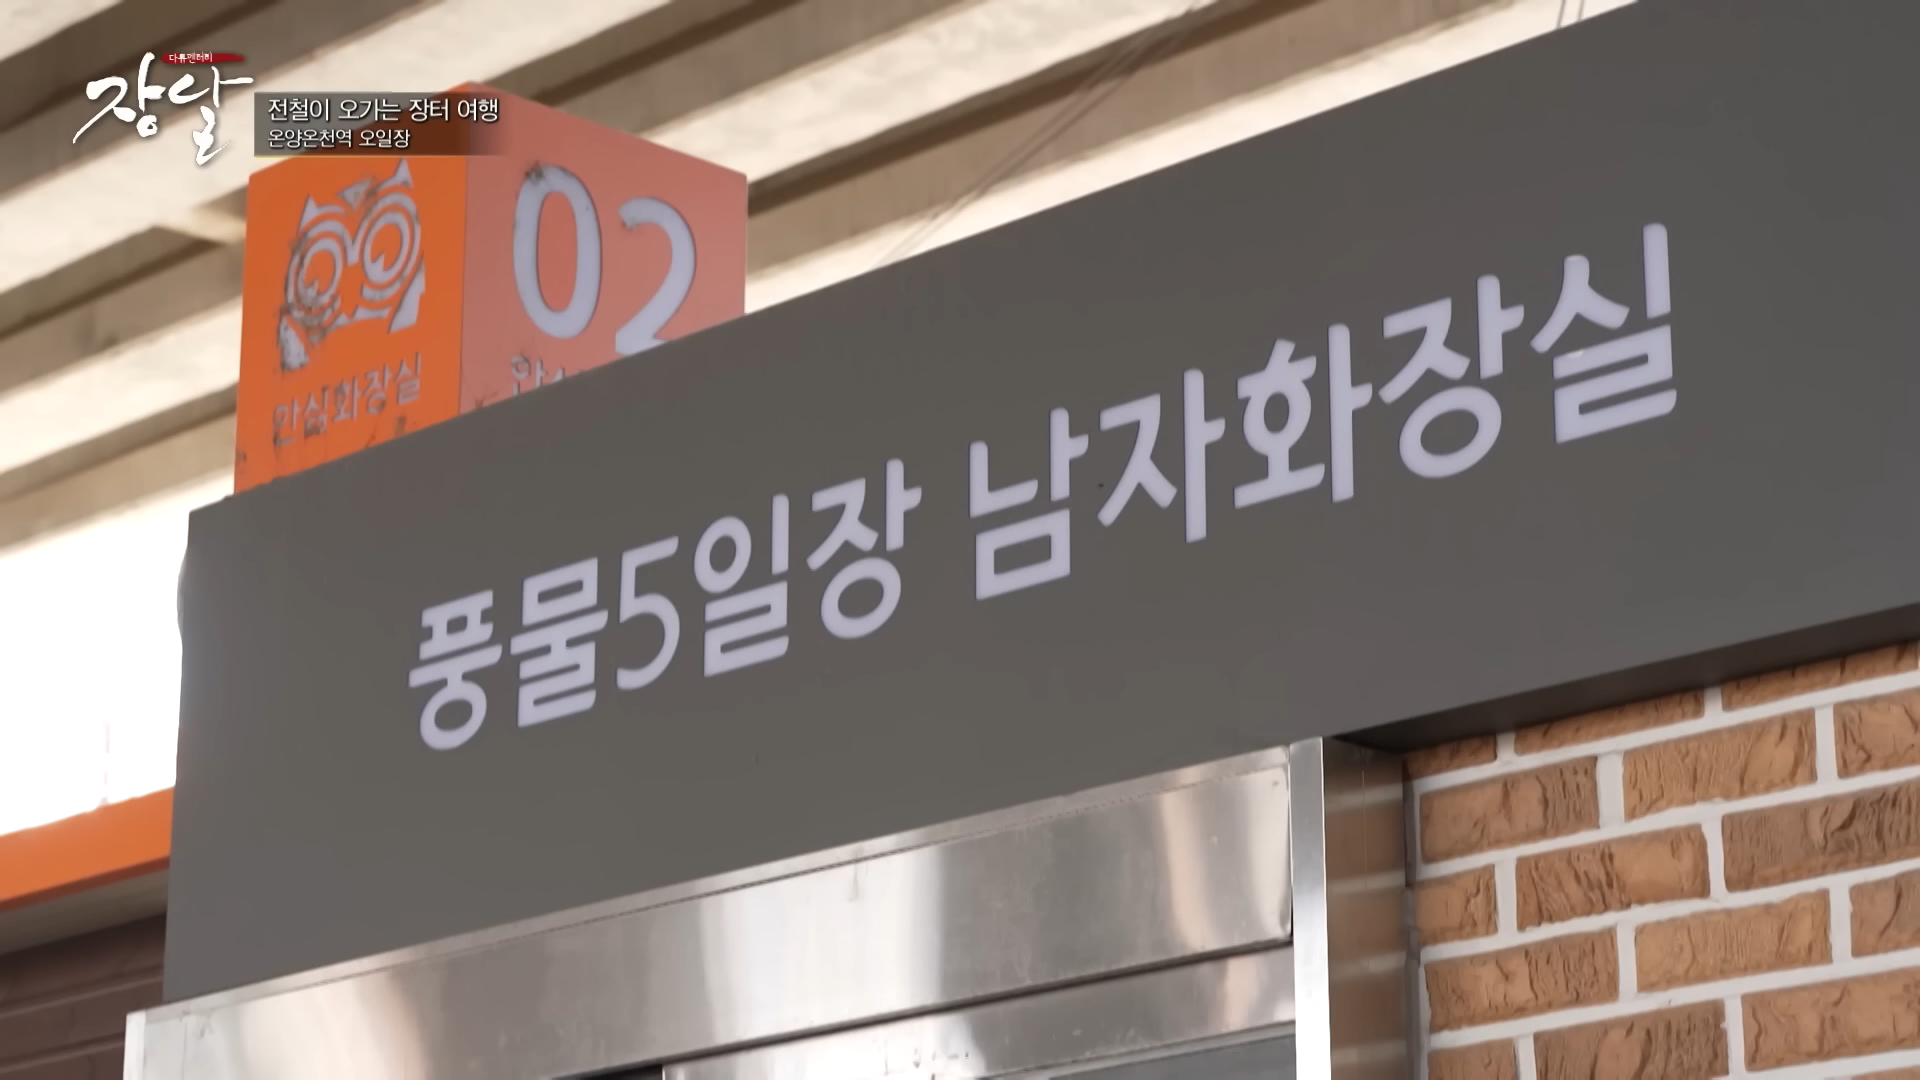 다큐멘터리
장날
전철이 오가는 장터 여행
온양온천역 오일장
02
안심화장실
풍물5일장 남자화장실